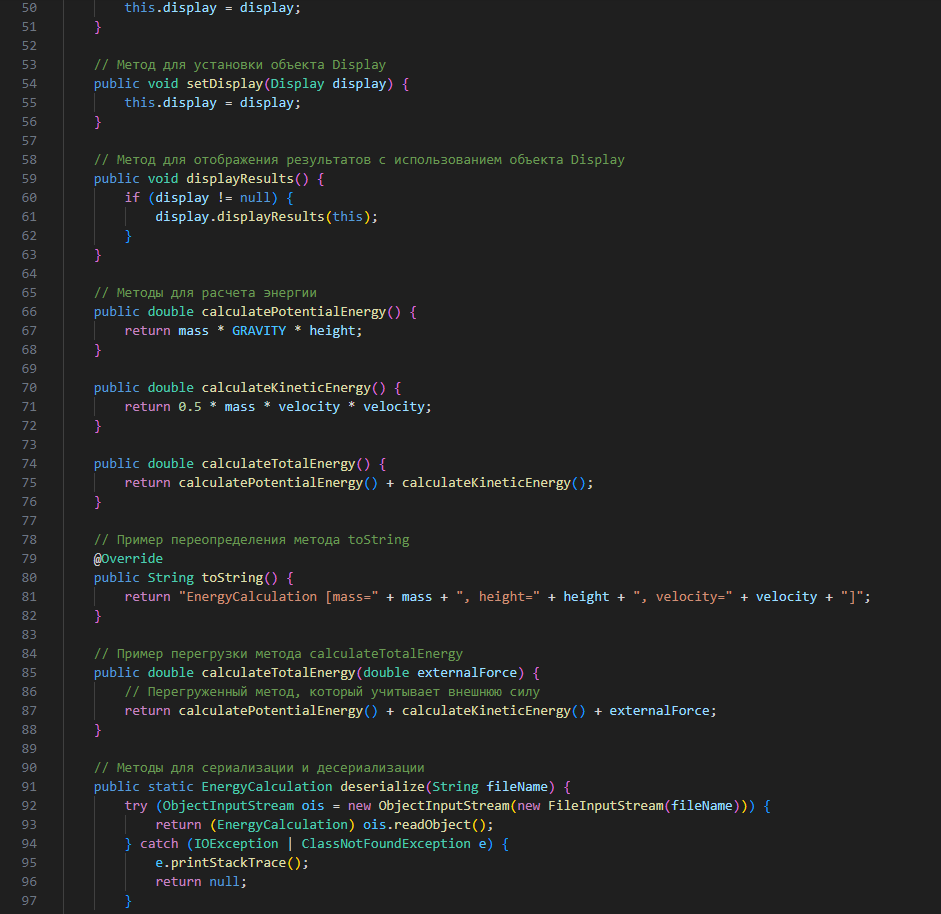 50 this.display = display;
51 }
52
53 // Метод для установки объекта Display
54 public void setDisplay(Display display) {
55 this.display = display;
56 }
57
58 // Метод для отображения результатов с использованием объекта Display
59 public void displayResults() {
60 if (display != null) {
61 display.displayResults(this);
62 }
63 }
64
65 // Методы для расчета энергии
66 public double calculatePotentialEnergy() {
67 return mass * GRAVITY * height;
68 }
69
70 public double calculateKineticEnergy() {
71 return 0.5 * mass * velocity * velocity;
72 }
73
74 public double calculateTotalEnergy() {
75 return calculatePotentialEnergy() + calculateKineticEnergy();
76 }
77
78 // Пример переопределения метода toString
79 @Override
80 public String toString() {
81 return "EnergyCalculation [mass=" + mass + ", height=" + height + ", velocity=" + velocity + "]";
82 }
83
84 // Пример перегрузки метода calculateTotalEnergy
85 public double calculateTotalEnergy(double externalForce) {
86 // Перегруженный метод, который учитывает внешнюю силу
87 return calculatePotentialEnergy() + calculateKineticEnergy() + externalForce;
88 }
89
90 // Методы для сериализации и десериализации
91 public static EnergyCalculation deserialize(String fileName) {
92 try (ObjectInputStream ois = new ObjectInputStream(new FileInputStream(fileName))) {
93 return (EnergyCalculation) ois.readObject();
94 } catch (IOException | ClassNotFoundException e) {
95 e.printStackTrace();
96 return null;
97 }